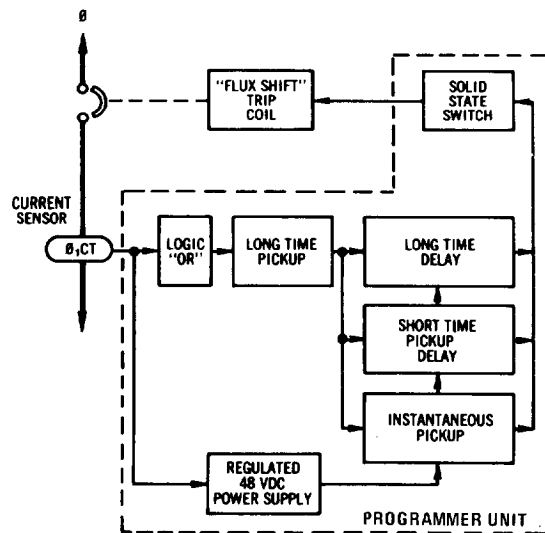 Ø
"FLUX SHIFT"
TRIP
COIL
SOLID
STATE
SWITCH
CURRENT
SENSOR
Ø,CT
LOGIC
"OR"
LONG TIME
PICKUP
LONG TIME
DELAY
SHORT TIME
PICKUP
DELAY
INSTANTANEOUS
PICKUP
REGULATED
48 VDC
POWER SUPPLY
PROGRAMMER UNIT